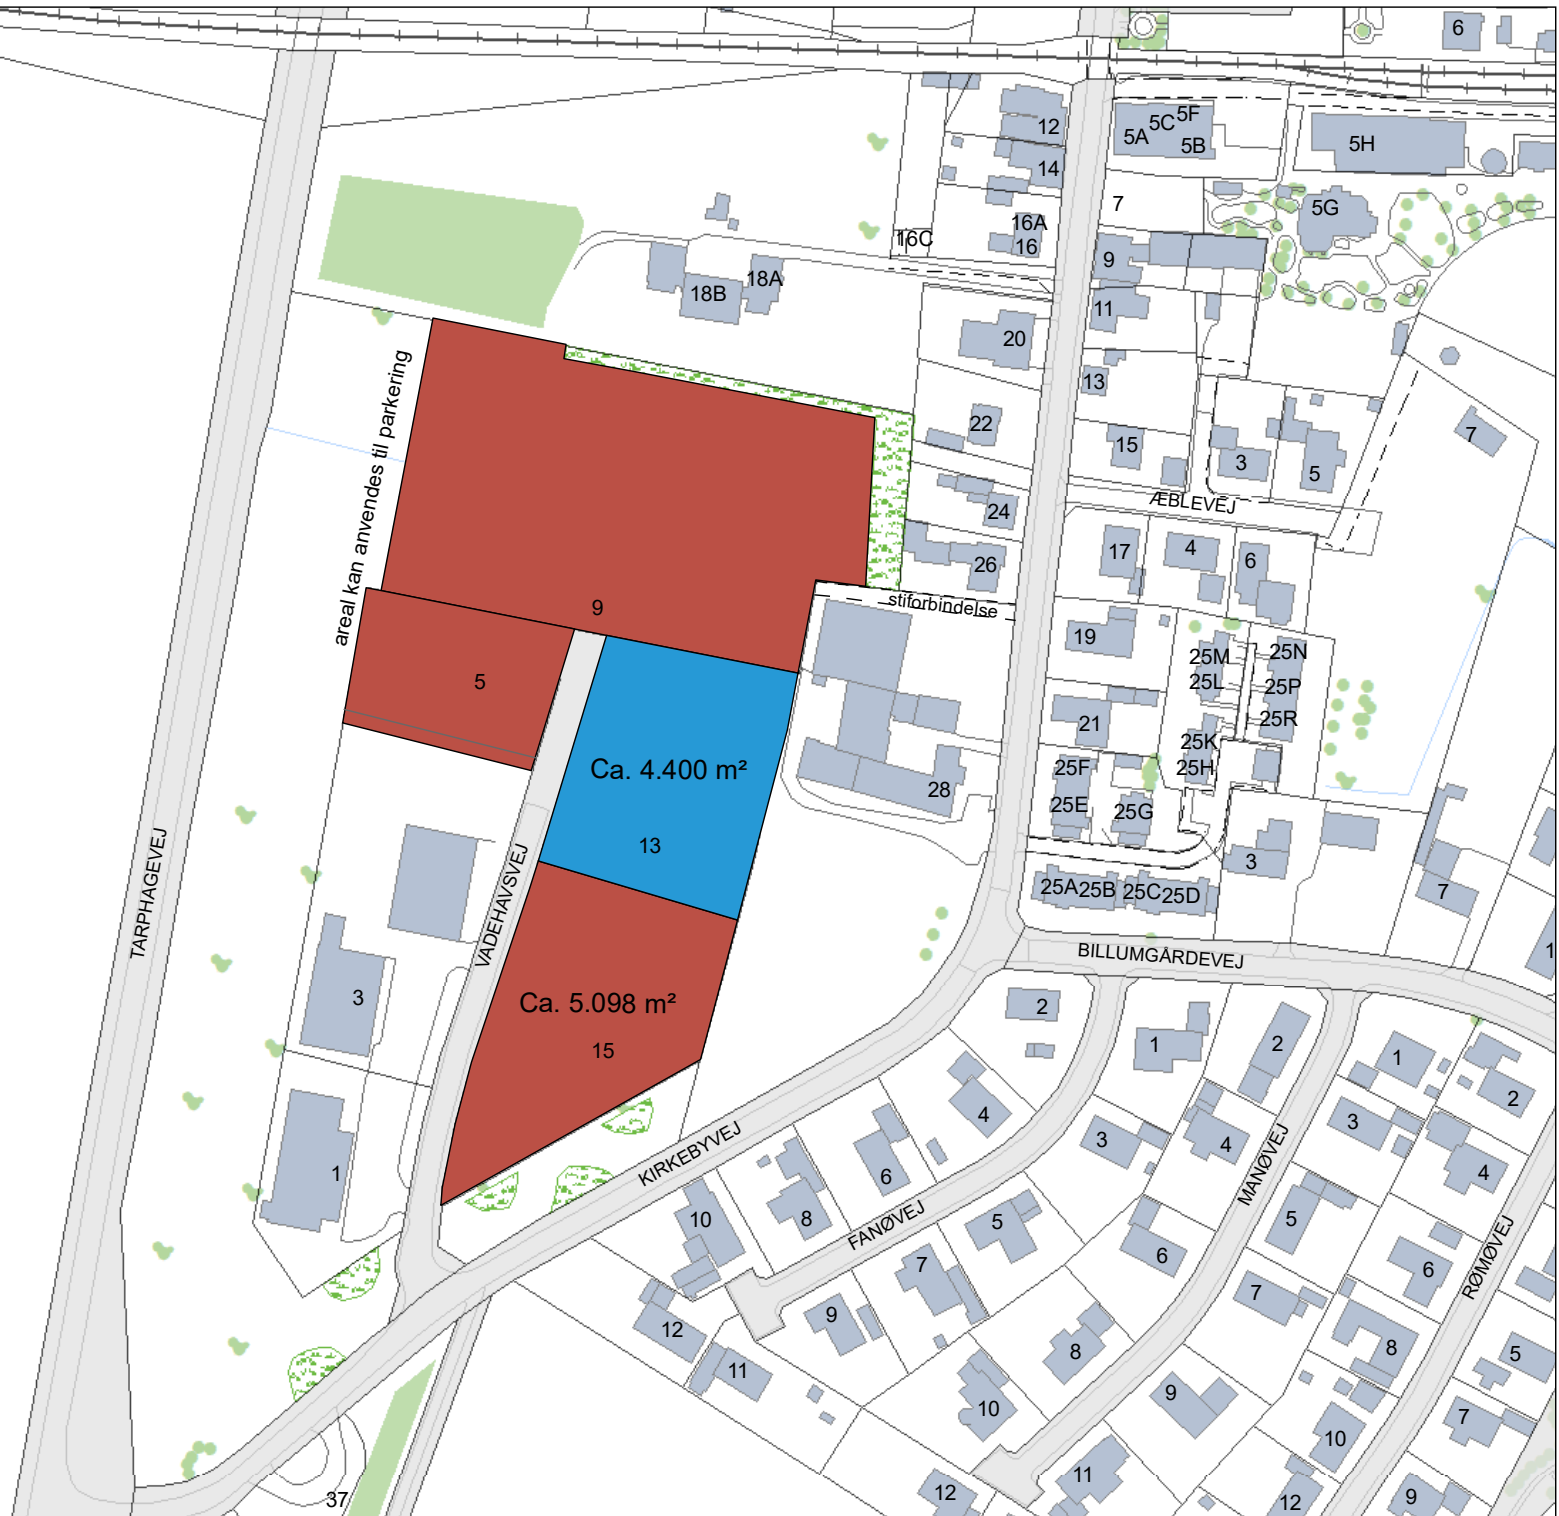 6
12
5A
5C
5F
5B
5H
14
7
16A
16
16C
5G
9
18B
18A
11
20
13
22
15
3
5
7
areal kan anvendes til parkering
24
ÆBLEVEJ
17
4
6
26
stiforbindelse
9
19
25M
25L
25N
25P
25R
5
21
25K
25H
Ca. 4.400 m²
13
28
25F
25E
25G
3
25A
25B
25C
25D
7
1
TARPHAGEVEJ
VADEHAVSVEJ
BILLUMGÅRDEVEJ
3
Ca. 5.098 m²
15
2
1
2
1
2
4
3
4
3
4
1
KIRKEBYVEJ
6
8
10
FANØVEJ
5
MANØVEJ
6
5
6
RØMØVEJ
7
7
9
12
11
8
8
5
10
9
10
7
37
12
11
12
9